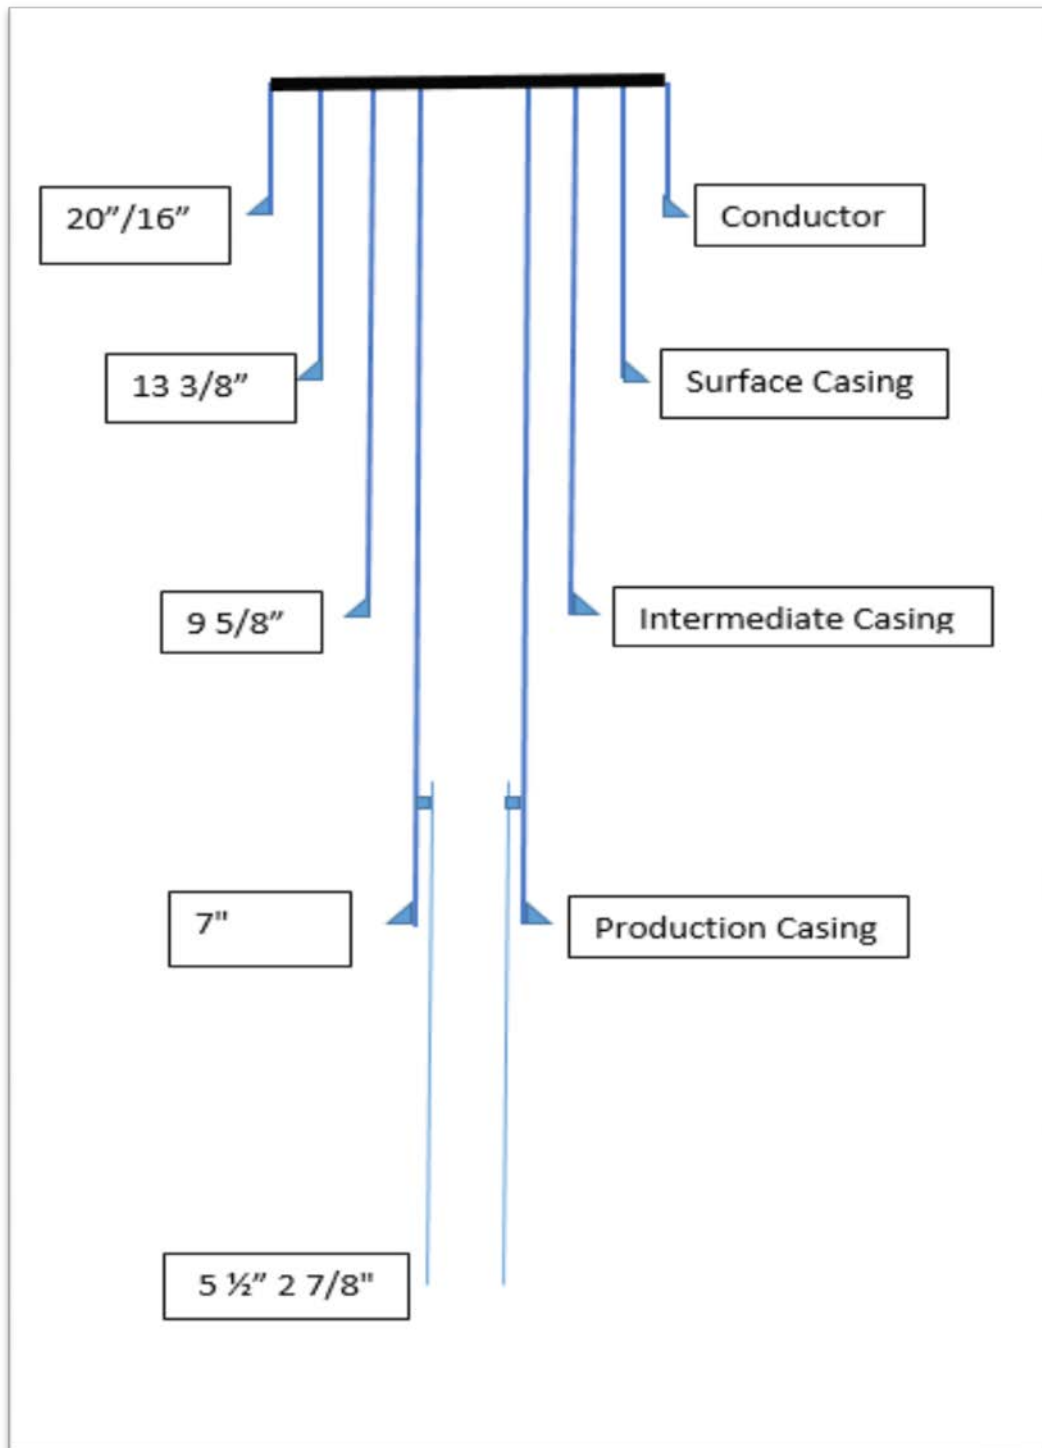 20”/16”
Conductor
13 3/8”
Surface Casing
9 5/8”
Intermediate Casing
7"
Production Casing
5 ½” 2 7/8"